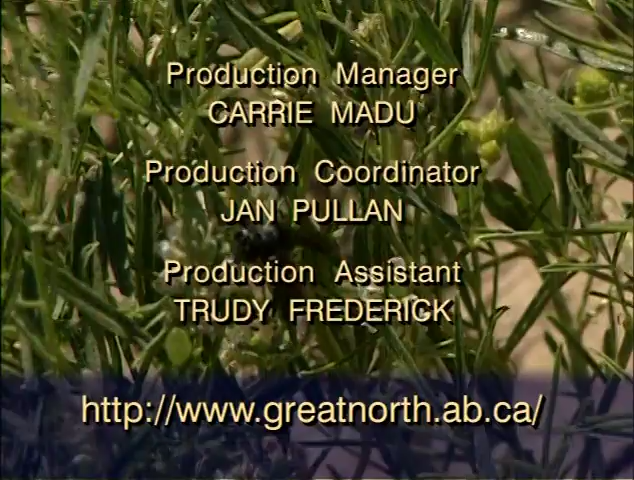 Production Manager
CARRIE MADU
Production Coordinator
JAN PULLAN
Production Assistant
TRUDY FREDERICK
http://www.greatnorth.ab.ca/